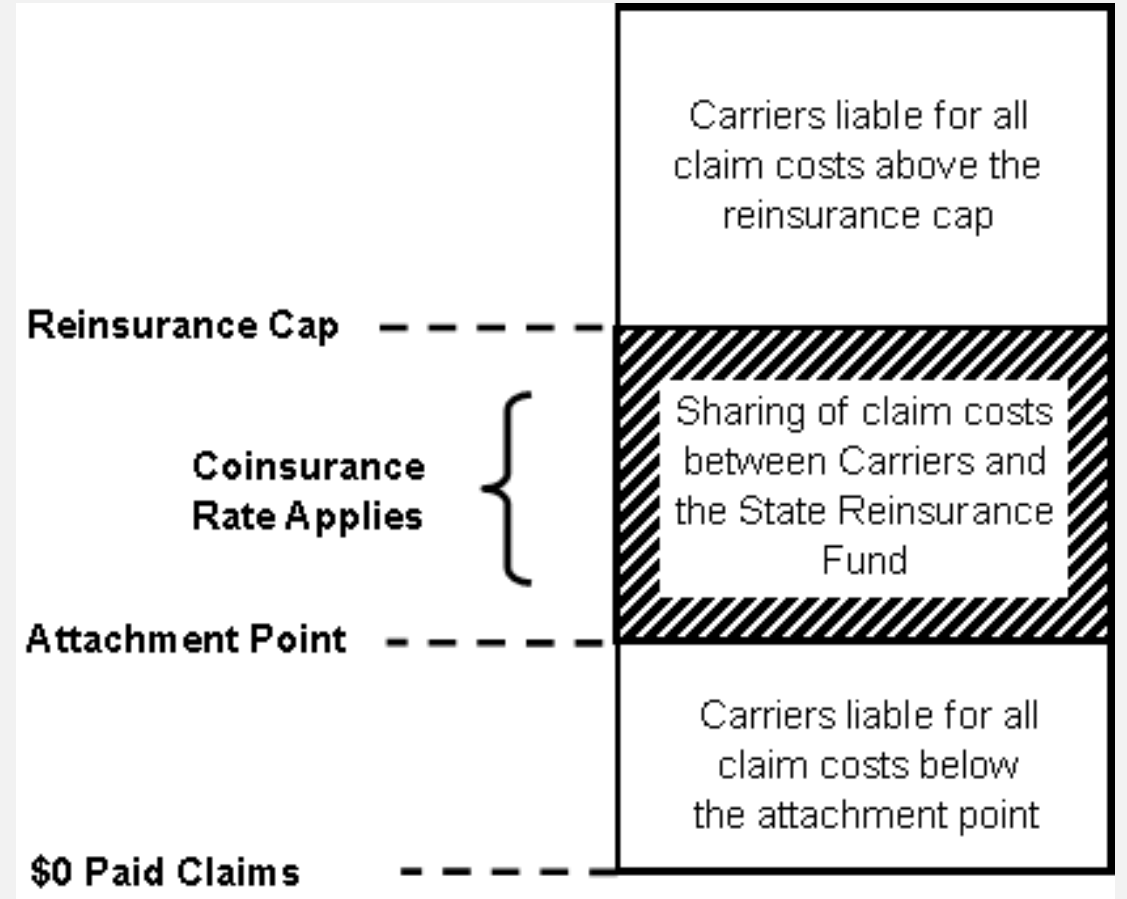 Carriers liable for all
claim costs above the
reinsurance cap
Reinsurance Cap
Sharing of claim costs
between Carriers and
the State Reinsurance
Fund
Coinsurance
Rate Applies
Attachment Point
Carriers liable for all
claim costs below
the attachment point
$0 Paid Claims